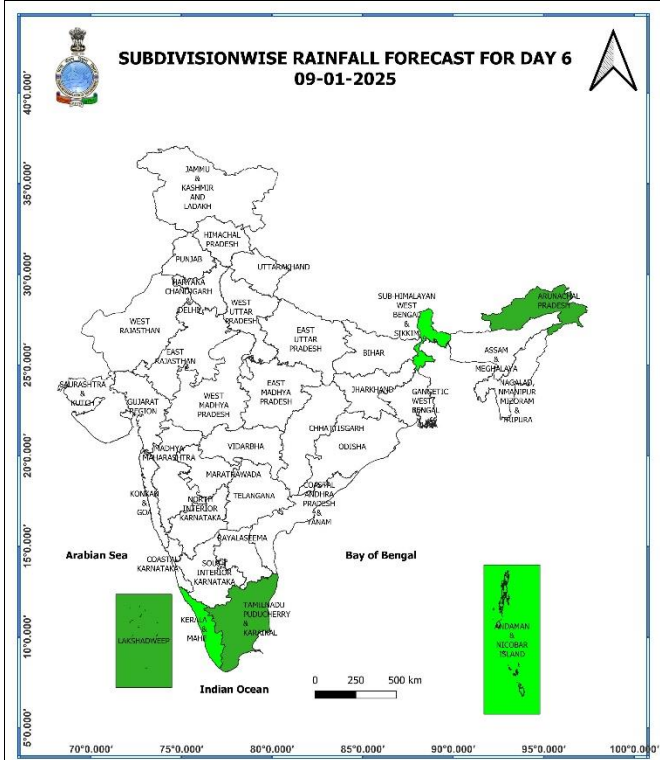 SUBDIVISIONWISE RAINFALL FORECAST FOR DAY 6
09-01-2025
40°0.000'
35°0.000'
30°0.000'
25°0.000'
20°0.000'
15°0.000'
10°0.000'
5°0.000'
JAMMU
&
KASHMIR
AND
LADAKH
HIMACHAL
PRADESH
PUNJAB
UTTARAKHAND
HARYANA
CHANDIGARH
&
DELHI
WEST
RAJASTHAN
WEST
UTTAR
PRADESH
EAST
UTTAR
PRADESH
SUB HIMALAYAN
WEST
BENGAL
&
SIKKIM
ARUNACHAL
PRADESH
EAST
RAJASTHAN
BIHAR
ASSAM
&
MEGHALAYA
SAURASHTRA
&
KUTCH
GUJARAT
REGION
WEST
MADHYA
PRADESH
EAST
MADHYA
PRADESH
JHARKHAND
GANGETIC
WEST
BENGAL
NAGALAD,
NMANIPUR
MIZORAM
&
TRIPURA
CHHATTISGARH
ODISHA
MADHYA
MAHARASHTRA
VIDARBHA
MARATHWADA
KONKAN
&
GOA
NORTH
INTERIOR
KARNATAKA
TELANGANA
COASTAL
ANDHRA
PRADESH
&
YANAM
RAYALASEEMA
Arabian Sea
Bay of Bengal
COASTAL
KARNATAKA
SOUTH
INTERIOR
KARNATAKA
LAKSHADWEEP
KERALA
&
MAHE
TAMILNADU
PUDUCHERRY
&
KARAIKAL
ANDAMAN
&
NICOBAR
ISLAND
Indian Ocean
0 250 500 km
70°0.000' 75°0.000' 80°0.000' 85°0.000' 90°0.000' 95°0.000' 100°0.000'